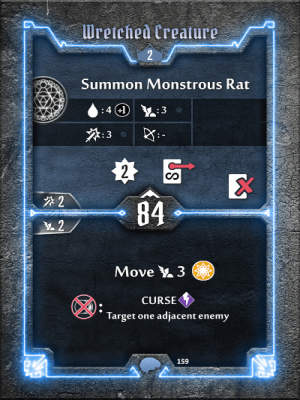 Wretched Creature
2
Summon Monstrous Rat
: 4 +1 : 3
: 3 : -
2
2
84
2
Move 3
: CURSE
Target one adjacent enemy
159